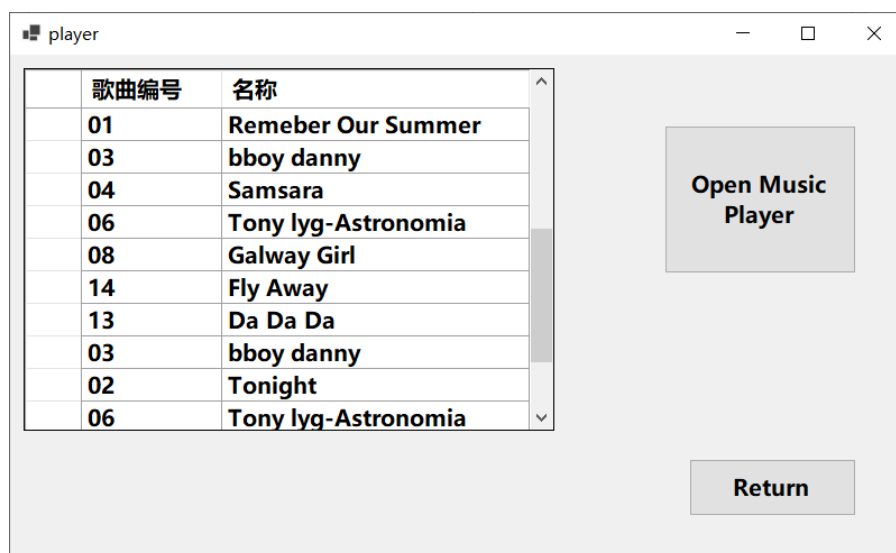 player
歌曲编号 名称
01 Remeber Our Summer
03 bboy danny
04 Samsara
06 Tony lyg-Astronomia
08 Galway Girl
14 Fly Away
13 Da Da Da
03 bboy danny
02 Tonight
06 Tony lyg-Astronomia
Open Music
Player
Return